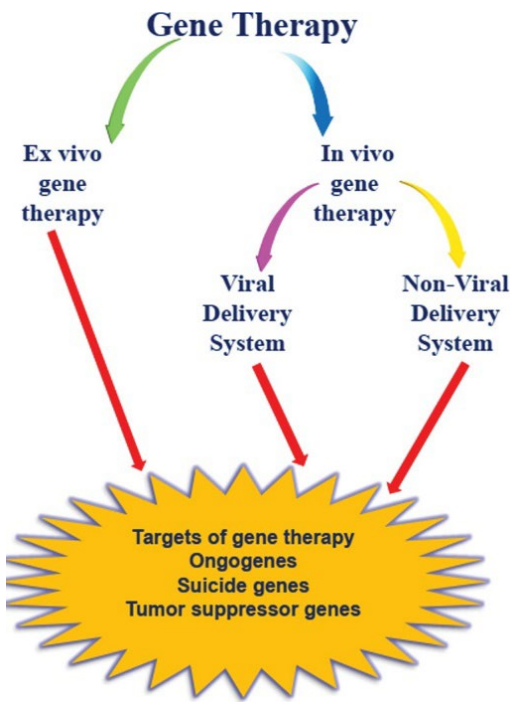 Gene Therapy
Ex vivo
gene
therapy
In vivo
gene
therapy
Viral
Delivery
System
Non-Viral
Delivery
System
Targets of gene therapy
Ongogenes
Suicide genes
Tumor suppressor genes